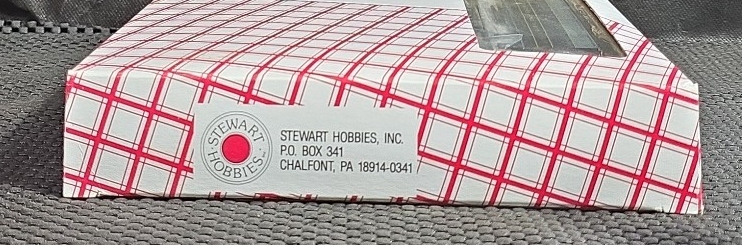 STEWART
HOBBIES
STEWART HOBBIES, INC.
P.O. BOX 341
CHALFONT, PA 18914-0341